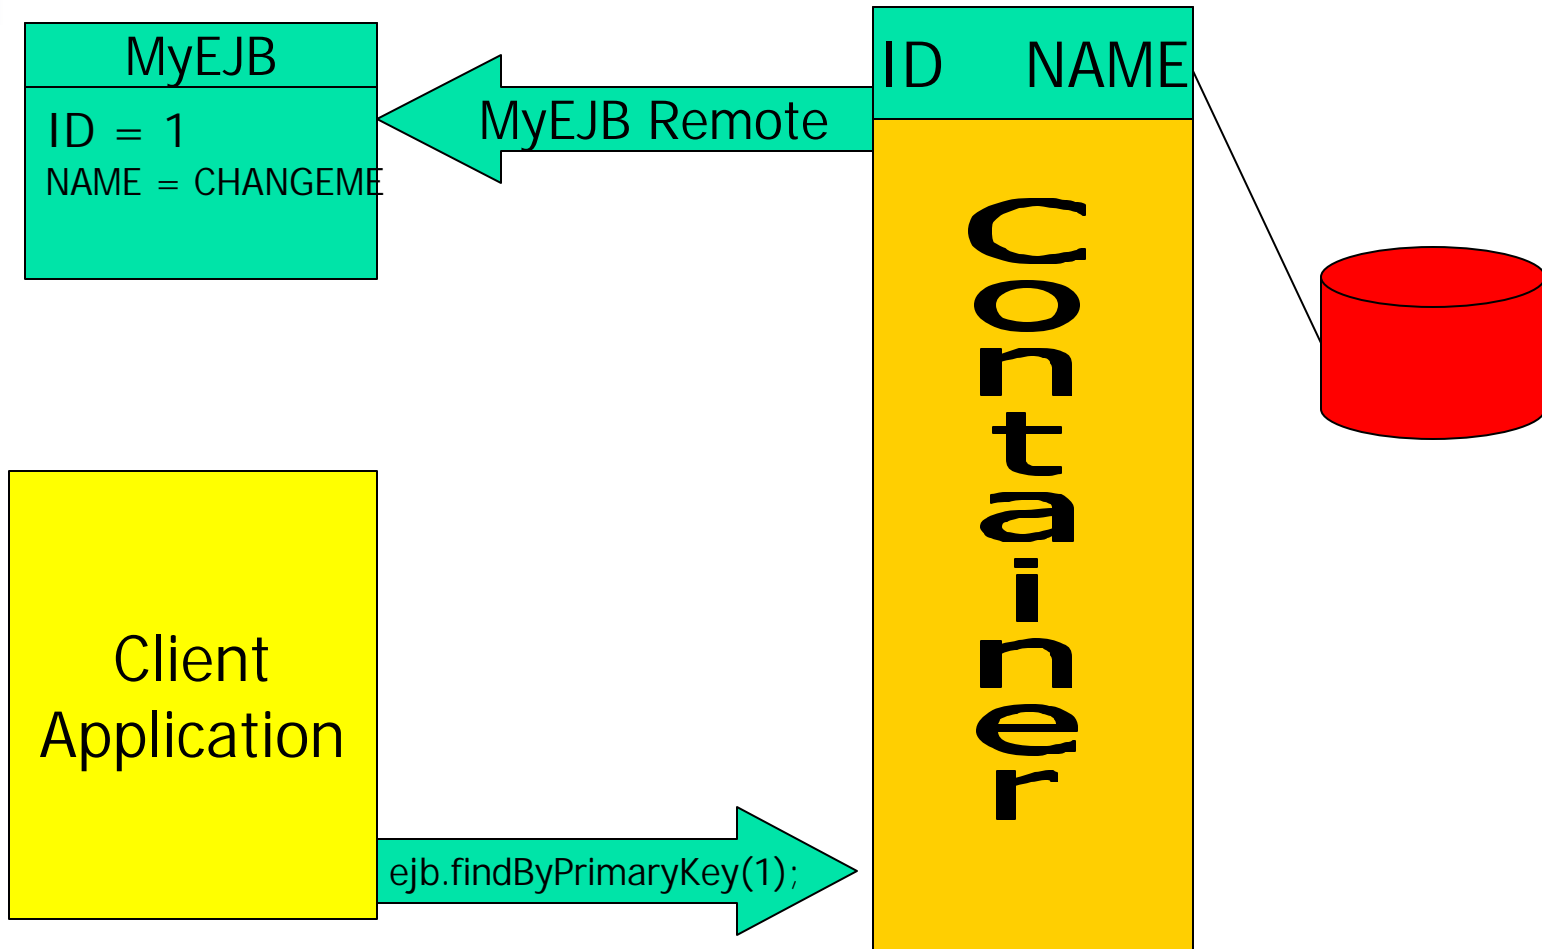 MyEJB
ID = 1
NAME = CHANGEME
MyEJB Remote
ID NAME
Container
Client
Application
ejb.findByPrimaryKey(1);